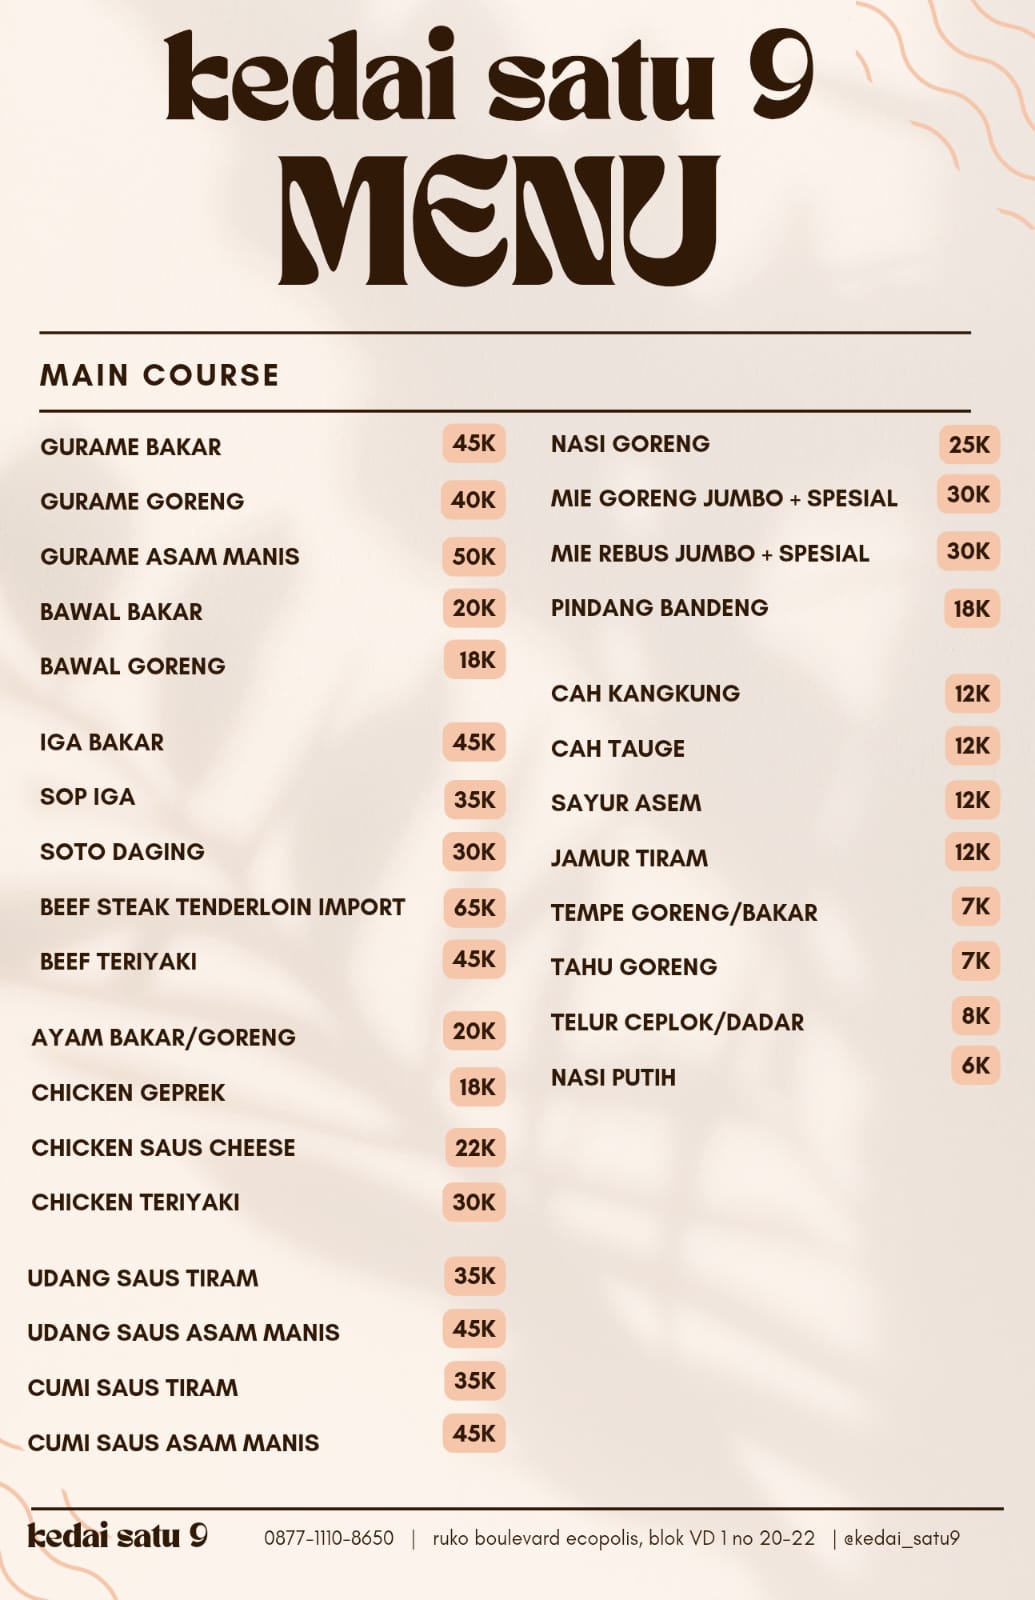 kedai satu 9
MENU
MAIN COURSE
GURAME BAKAR 45K
GURAME GORENG 40K
GURAME ASAM MANIS 50K
BAWAL BAKAR 20K
BAWAL GORENG 18K
IGA BAKAR 45K
SOP IGA 35K
SOTO DAGING 30K
BEEF STEAK TENDERLOIN IMPORT 65K
BEEF TERIYAKI 45K
AYAM BAKAR/GORENG 20K
CHICKEN GEPREK 18K
CHICKEN SAUS CHEESE 22K
CHICKEN TERIYAKI 30K
UDANG SAUS TIRAM 35K
UDANG SAUS ASAM MANIS 45K
CUMI SAUS TIRAM 35K
CUMI SAUS ASAM MANIS 45K
NASI GORENG 25K
MIE GORENG JUMBO + SPESIAL 30K
MIE REBUS JUMBO + SPESIAL 30K
PINDANG BANDENG 18K
CAH KANGKUNG 12K
CAH TAUGE 12K
SAYUR ASEM 12K
JAMUR TIRAM 12K
TEMPE GORENG/BAKAR 7K
TAHU GORENG 7K
TELUR CEPLOK/DADAR 8K
NASI PUTIH 6K
kedai satu 9 0877-1110-8650 | ruko boulevard ecopolis, blok VD 1 no 20-22 | @kedai_satu9